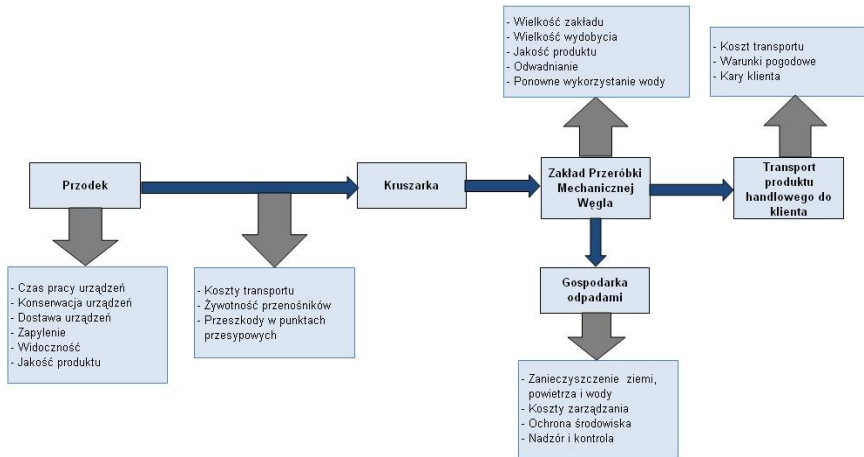 - Wielkość zakładu
- Wielkość wydobycia
- Jakość produktu
- Odwadnianie
- Ponowne wykorzystanie wody
- Koszt transportu
- Warunki pogodowe
- Kary klienta
Przodek
Kruszarka
Zakład Przeróbki
Mechanicznej
Węgla
Transport
produktu
handlowego do
klienta
- Czas pracy urządzeń
- Konserwacja urządzeń
- Dostawa urządzeń
- Zapylenie
- Widoczność
- Jakość produktu
- Koszty transportu
- Żywotność przenośników
- Przeszkody w punktach
przesypowych
Gospodarka
odpadami
- Zanieczyszczenie ziemi,
powietrza i wody
- Koszty zarządzania
- Ochrona środowiska
- Nadzór i kontrola